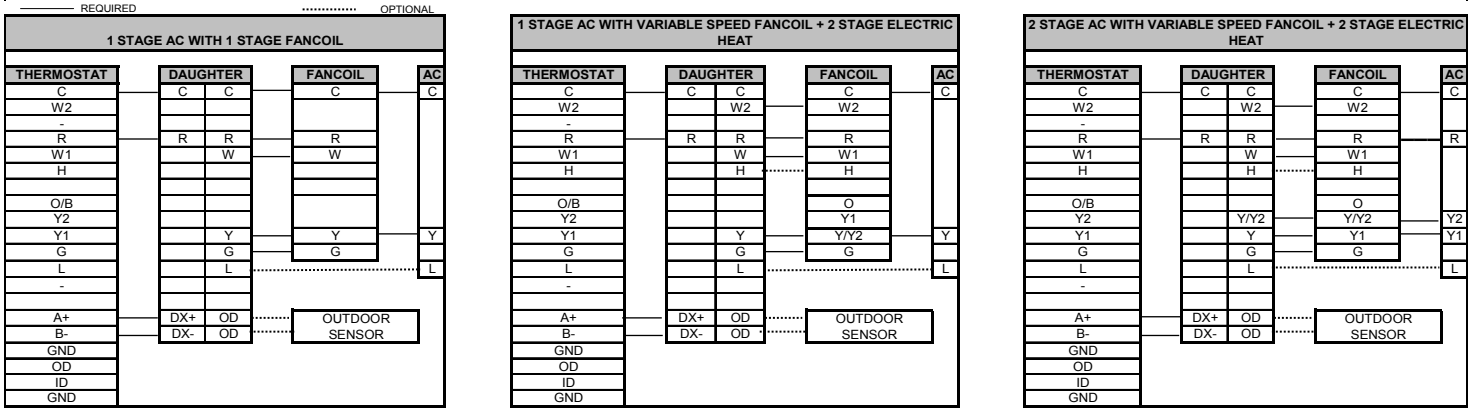 REQUIRED OPTIONAL
1 STAGE AC WITH 1 STAGE FANCOIL
THERMOSTAT DAUGHTER FANCOIL AC
C C C C C
W2
-
R R R R
W1 W W
H
O/B
Y2
Y1 Y Y Y
G G G
L L L
-
A+ DX+ OD OUTDOOR
B- DX- OD SENSOR
GND
OD
ID
GND
1 STAGE AC WITH VARIABLE SPEED FANCOIL + 2 STAGE ELECTRIC
HEAT
THERMOSTAT DAUGHTER FANCOIL AC
C C C C C
W2 W2 W2
-
R R R R
W1 W W1
H H H
O/B O
Y2 Y1
Y1 Y Y/Y2 Y
G G G
L L L
-
A+ DX+ OD OUTDOOR
B- DX- OD SENSOR
GND
OD
ID
GND
2 STAGE AC WITH VARIABLE SPEED FANCOIL + 2 STAGE ELECTRIC
HEAT
THERMOSTAT DAUGHTER FANCOIL AC
C C C C C
W2 W2 W2
-
R R R R R
W1 W W1
H H H
O/B O
Y2 Y/Y2 Y/Y2 Y2
Y1 Y Y1 Y1
G G G
L L L
-
A+ DX+ OD OUTDOOR
B- DX- OD SENSOR
GND
OD
ID
GND